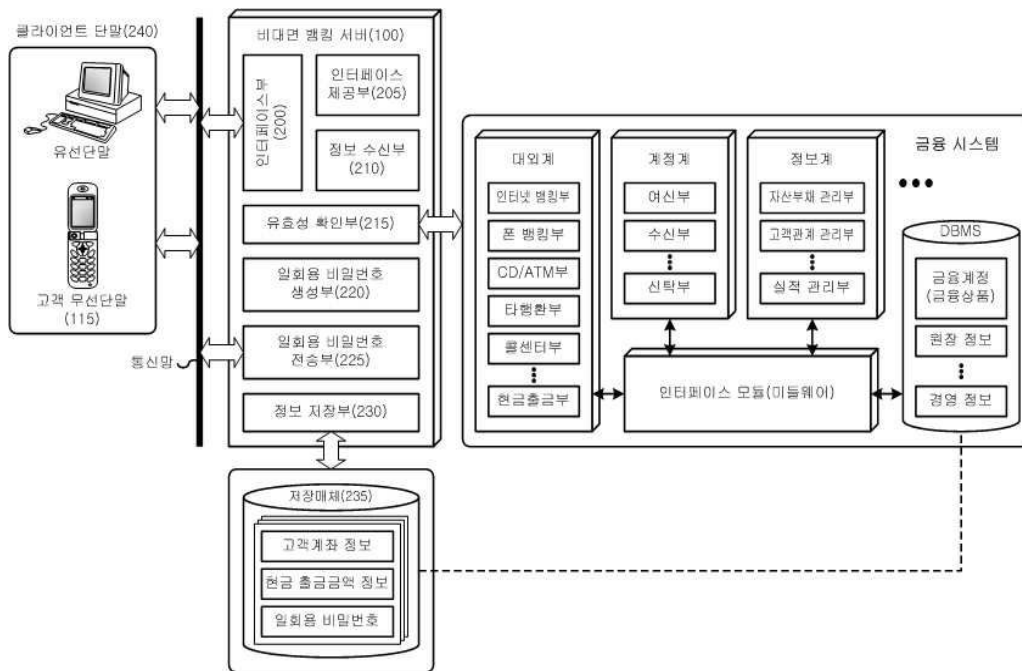 클라이언트 단말(240)
유선단말
고객 무선단말
(115)
통신망
비대면 뱅킹 서버(100)
인터페이스부
(200)
인터페이스
제공부(205)
정보 수신부
(210)
유효성 확인부(215)
일회용 비밀번호
생성부(220)
일회용 비밀번호
전송부(225)
정보 저장부(230)
저장매체(235)
고객계좌 정보
현금 출금금액 정보
일회용 비밀번호
금융 시스템
대외계
인터넷 뱅킹부
폰 뱅킹부
CD/ATM부
타행환부
콜센터부
현금출금부
계정계
여신부
수신부
신탁부
정보계
자산부채 관리부
고객관계 관리부
실적 관리부
인터페이스 모듈(미들웨어)
DBMS
금융계정
(금융상품)
원장 정보
경영 정보